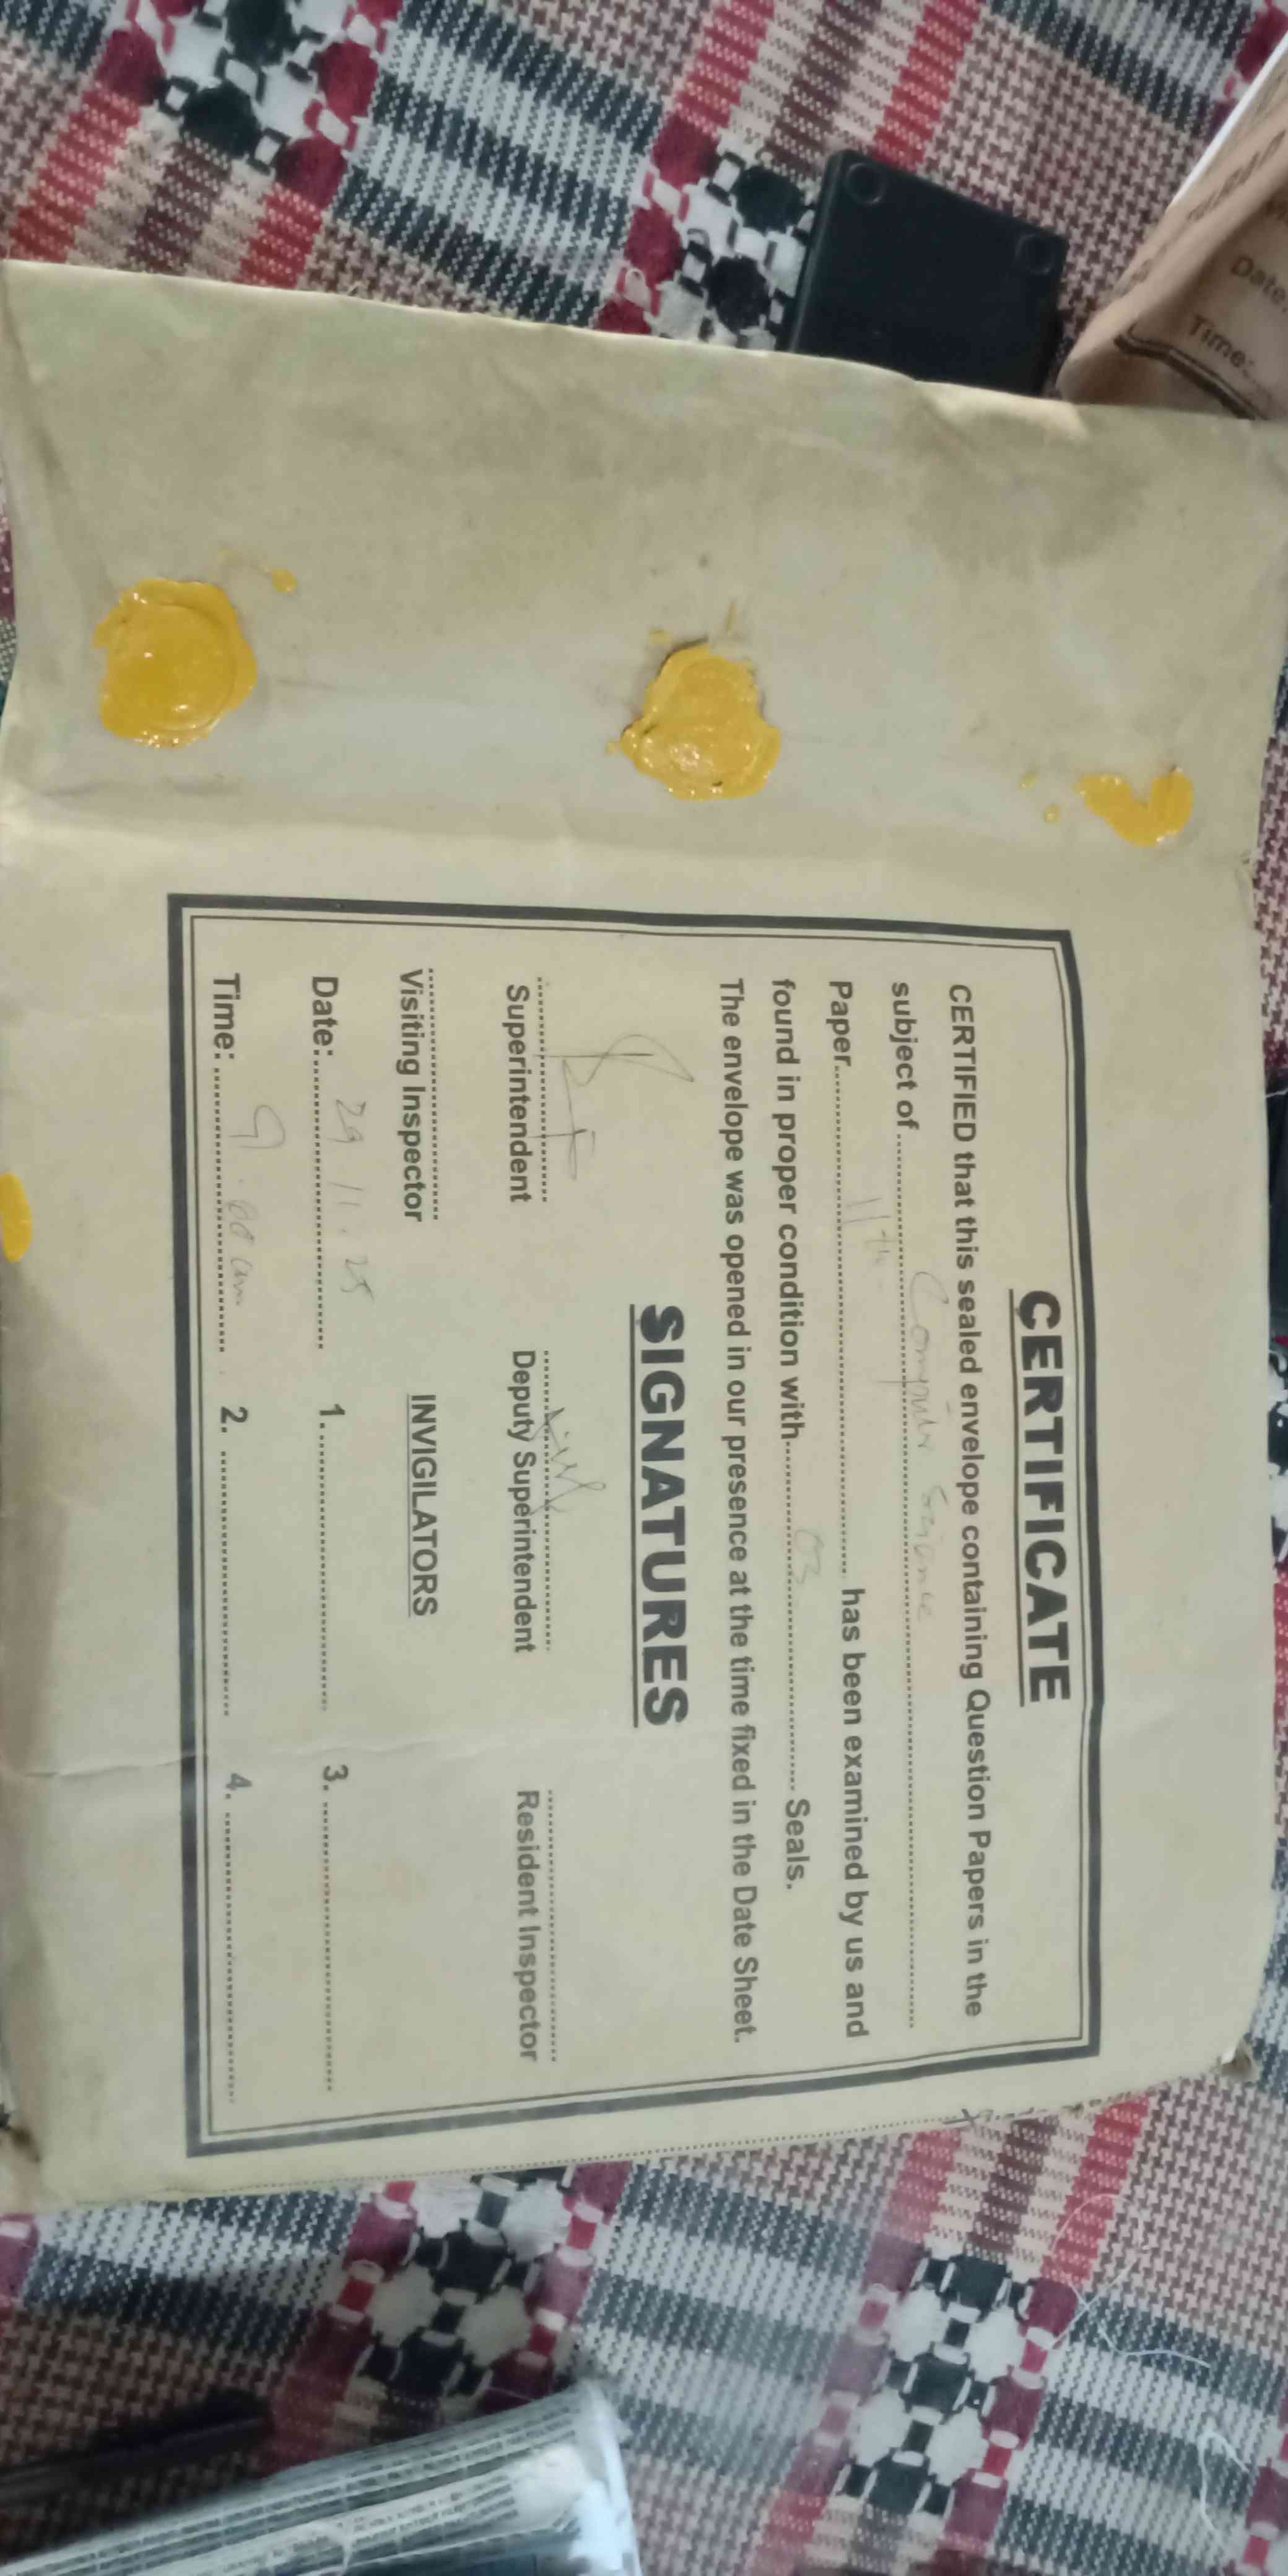 CERTIFICATE
CERTIFIED that this sealed envelope containing Question Papers in the
subject of Computer Science
Paper 11th has been examined by us and
found in proper condition with 03 Seals.
The envelope was opened in our presence at the time fixed in the Date Sheet.
SIGNATURES
Superintendent Deputy Superintendent Resident Inspector
Visiting Inspector INVIGILATORS
Date: 29/11.25 1. 3.
Time: 9:00 am 2. 4.
Date
Time: